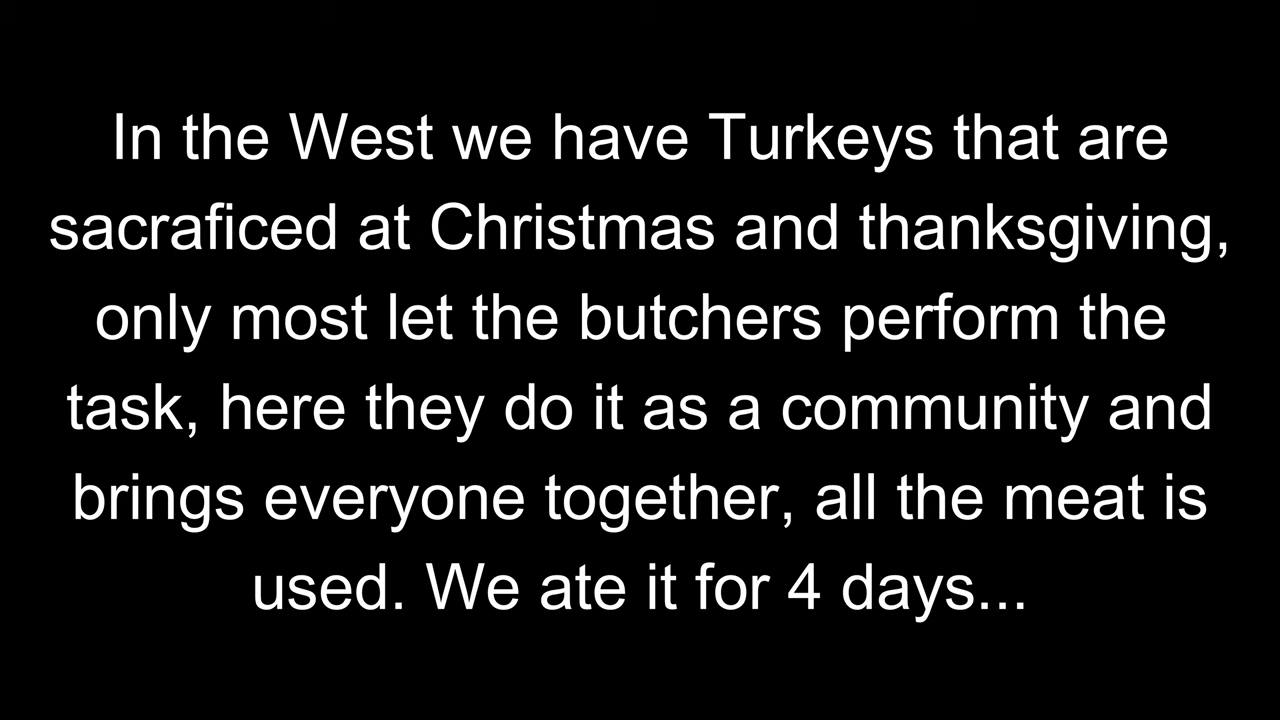 In the West we have Turkeys that are
sacraficed at Christmas and thanksgiving,
only most let the butchers perform the
task, here they do it as a community and
brings everyone together, all the meat is
used. We ate it for 4 days...